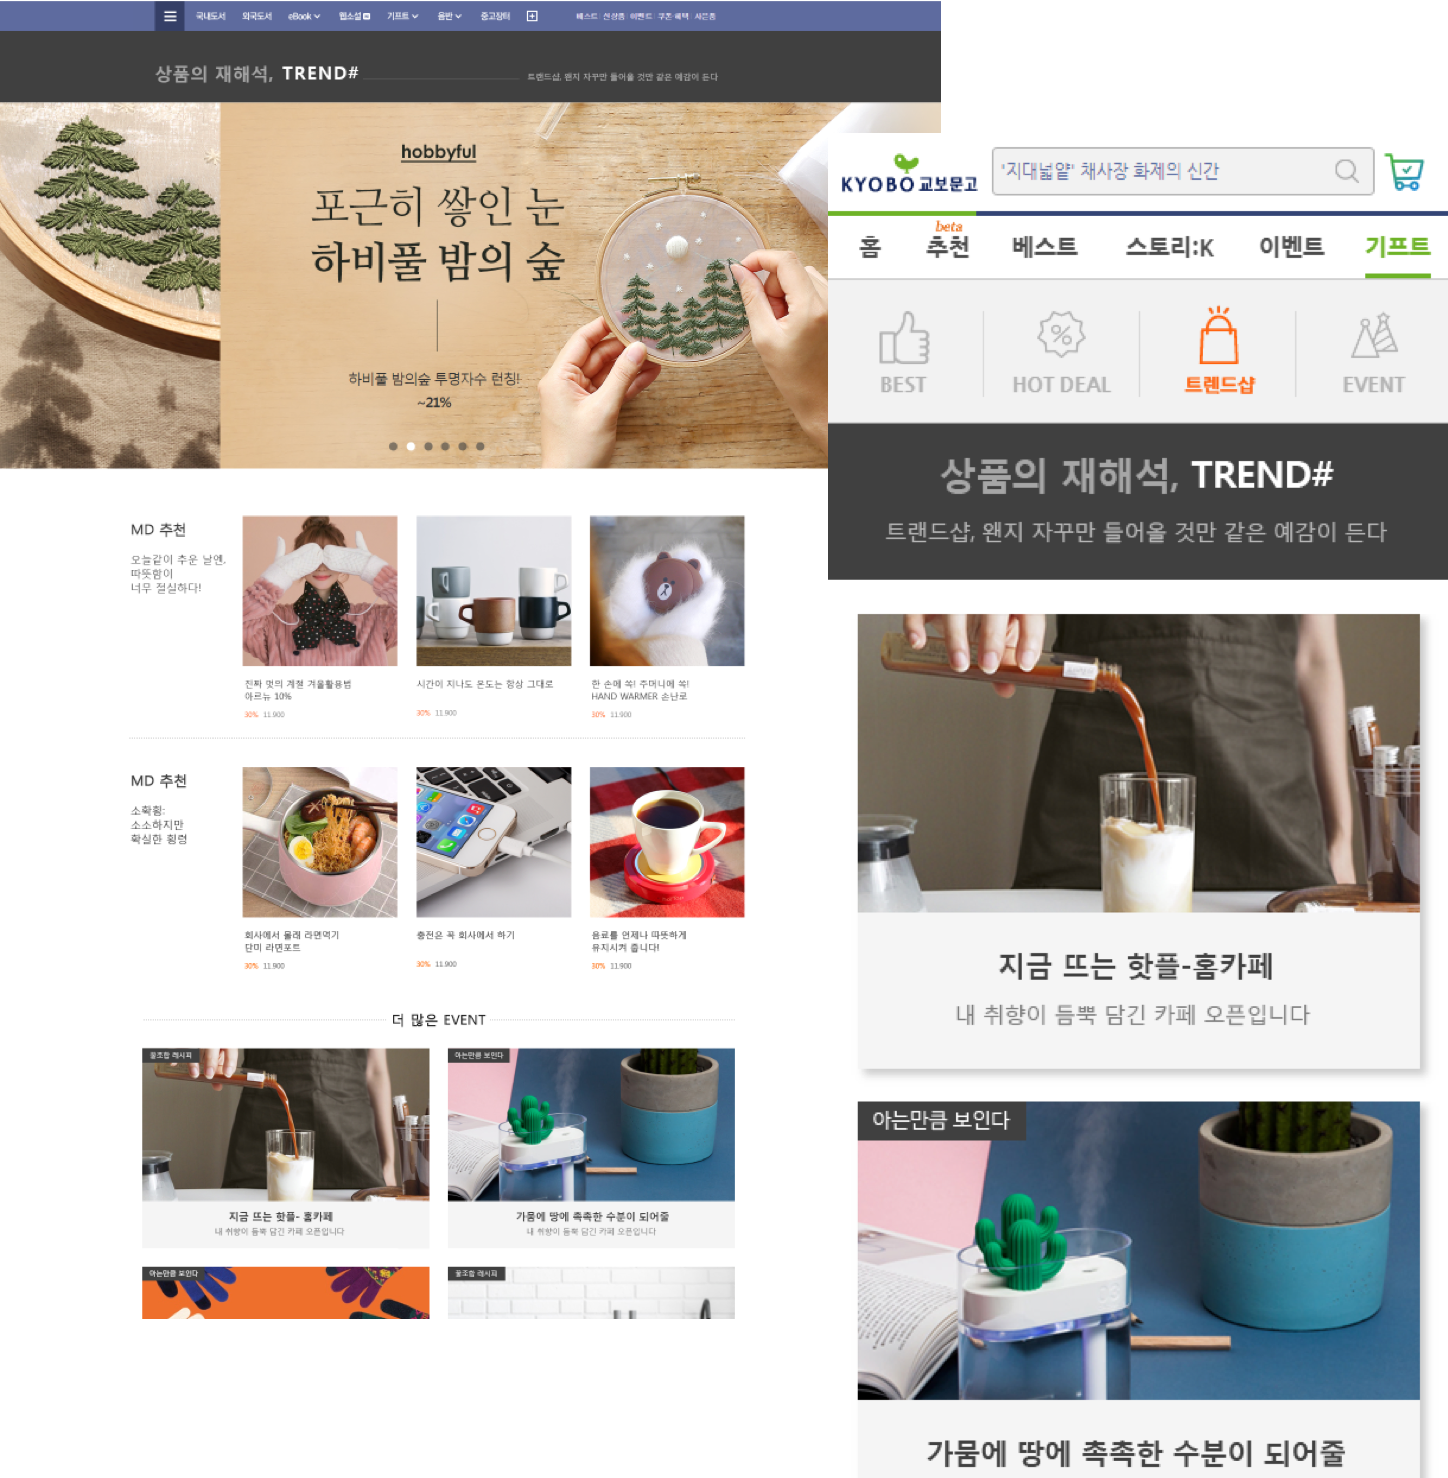 국내도서 외국도서 eBook 웹소설 기프트 음반 중고장터
베스트 신상품 이벤트 쿠폰·혜택 사은품
상품의 재해석, TREND#
트랜드샵, 왠지 자꾸만 들어올 것만 같은 예감이 든다
hobbyful
포근히 쌓인 눈
하비풀 밤의 숲
하비풀 밤의숲 투명자수 런칭!
~21%
MD 추천
오늘같이 추운 날엔,
따뜻함이
너무 절실하다!
진짜 멋의 계절 겨울활용법
아르뉴 10%
30% 11.900
시간이 지나도 온도는 항상 그대로
30% 11.900
한 손에 쏙! 주머니에 쏙!
HAND WARMER 손난로
30% 11.900
MD 추천
소확횡:
소소하지만
확실한 횡령
회사에서 몰래 라면먹기
단미 라면포트
30% 11.900
충전은 꼭 회사에서 하기
30% 11.900
음료를 언제나 따뜻하게
유지시켜 줍니다!
30% 11.900
더 많은 EVENT
꿀조합 레시피
지금 뜨는 핫플- 홈카페
내 취향이 듬뿍 담긴 카페 오픈입니다
아는만큼 보인다
가뭄에 땅에 촉촉한 수분이 되어줄
내 취향이 듬뿍 담긴 카페 오픈입니다
아는만큼 보인다
꿀조합 레시피
KYOBO 교보문고
'지대넓얕' 채사장 화제의 신간
beta
홈 추천 베스트 스토리:K 이벤트 기프트
BEST HOT DEAL 트렌드샵 EVENT
상품의 재해석, TREND#
트랜드샵, 왠지 자꾸만 들어올 것만 같은 예감이 든다
지금 뜨는 핫플-홈카페
내 취향이 듬뿍 담긴 카페 오픈입니다
아는만큼 보인다
가뭄에 땅에 촉촉한 수분이 되어줄